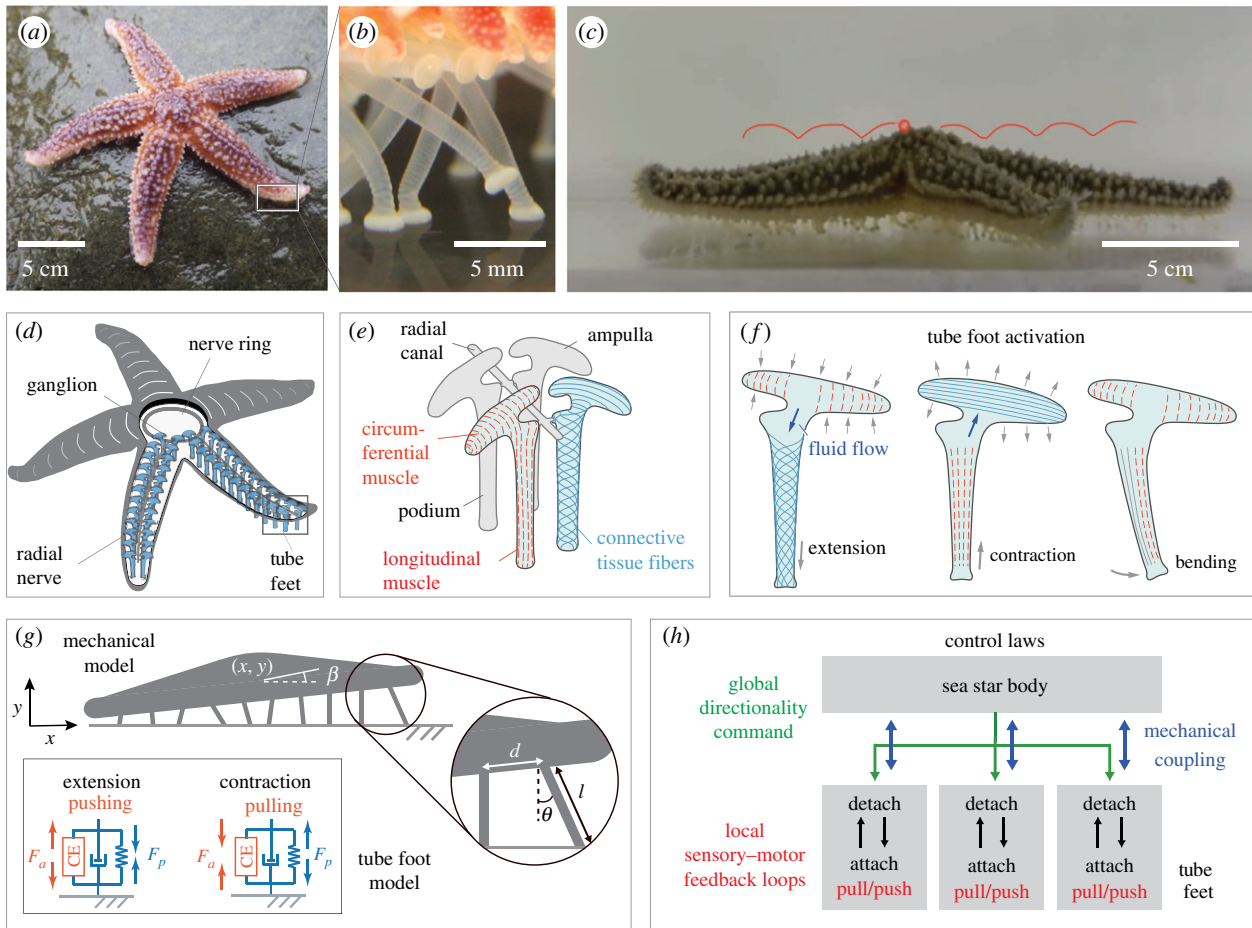 (a)
5 cm
(b)
5 mm
(c)
5 cm
(d)
nerve ring
ganglion
radial
nerve
tube
feet
(e)
radial
canal
ampulla
circum-
ferential
muscle
podium
longitudinal
muscle
connective
tissue fibers
(f)
tube foot activation
fluid flow
extension
contraction
bending
(g)
mechanical
model
(x, y)
β
y
x
d
l
θ
extension
pushing
contraction
pulling
F_a
CE
F_p
F_a
CE
F_p
tube foot
model
(h)
control laws
sea star body
global
directionality
command
mechanical
coupling
detach
detach
detach
attach
attach
attach
pull/push
pull/push
pull/push
local
sensory–motor
feedback loops
tube
feet